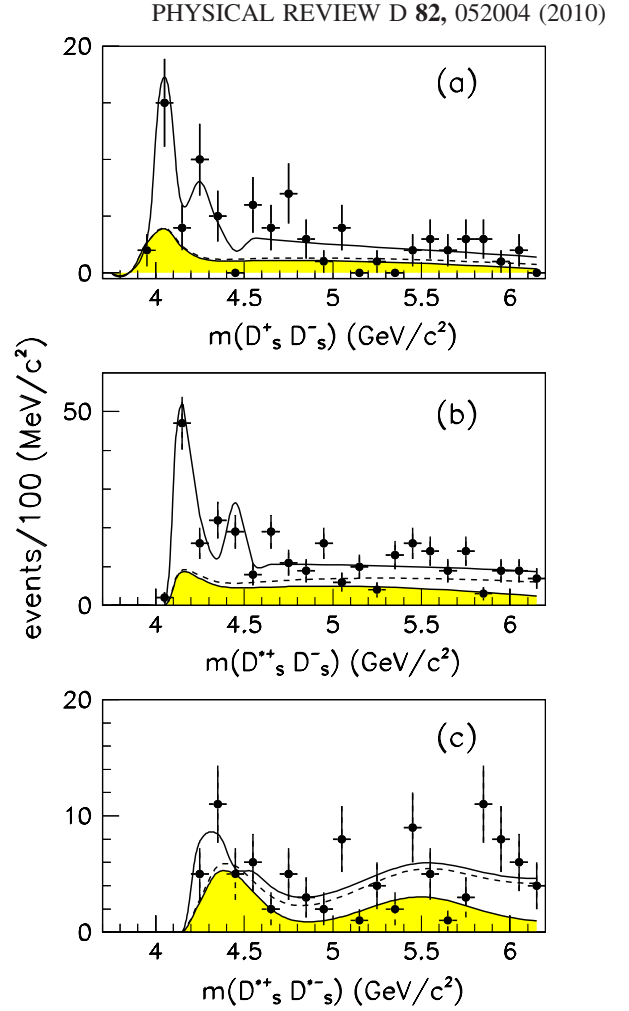 PHYSICAL REVIEW D 82, 052004 (2010)
events/100 (MeV/c²)
20
10
0
(a)
4 4.5 5 5.5 6
m(D⁺ₛ D⁻ₛ) (GeV/c²)
50
0
(b)
4 4.5 5 5.5 6
m(D*⁺ₛ D⁻ₛ) (GeV/c²)
20
10
0
(c)
4 4.5 5 5.5 6
m(D*⁺ₛ D*⁻ₛ) (GeV/c²)